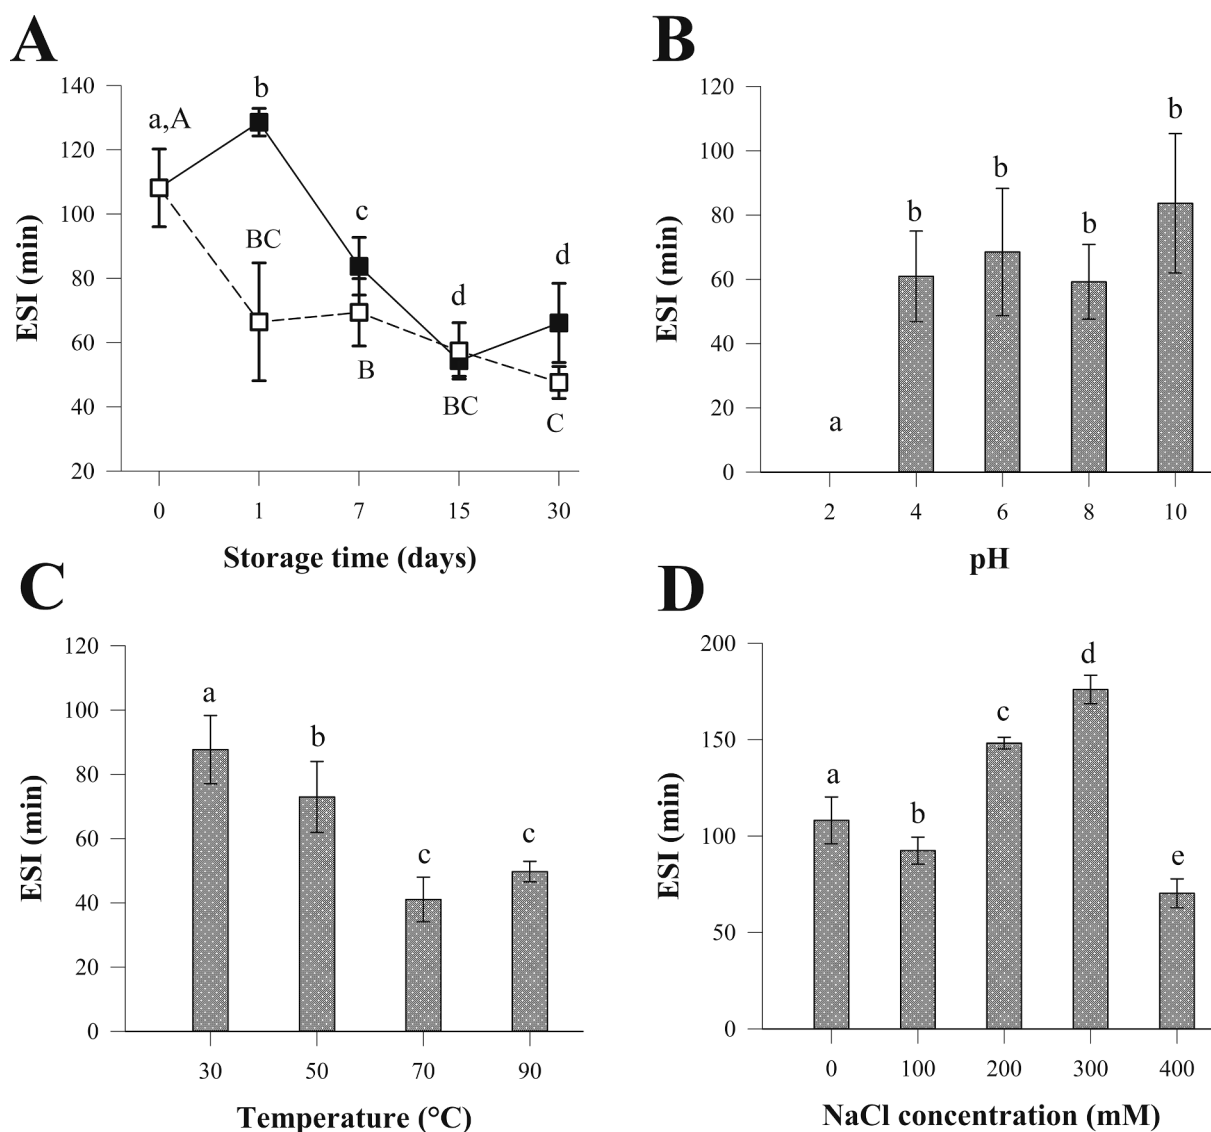 A
B
140
120
100
80
60
40
20
ESI (min)
a,A
b
BC
c
B
d
BC
d
C
0 1 7 15 30
Storage time (days)
120
100
80
60
40
20
0
ESI (min)
a
b
b
b
b
2 4 6 8 10
pH
C
D
120
100
80
60
40
20
0
ESI (min)
a
b
c
c
30 50 70 90
Temperature (°C)
200
150
100
50
0
ESI (min)
a
b
c
d
e
0 100 200 300 400
NaCl concentration (mM)